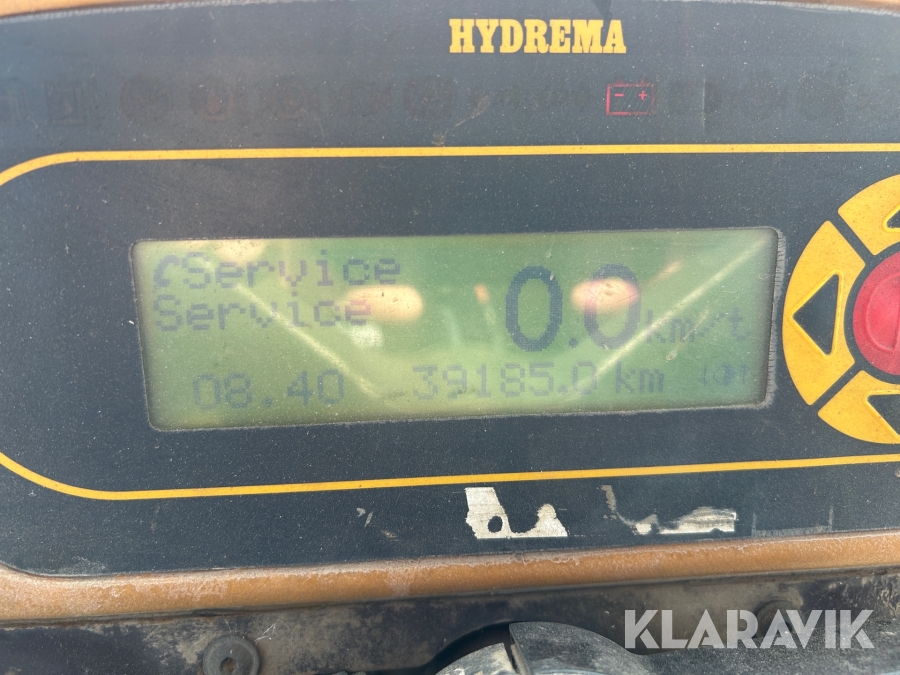 HYDREMA
Service
Service
0.0 km/t
08.40
39185.0 km
KLARAVIK